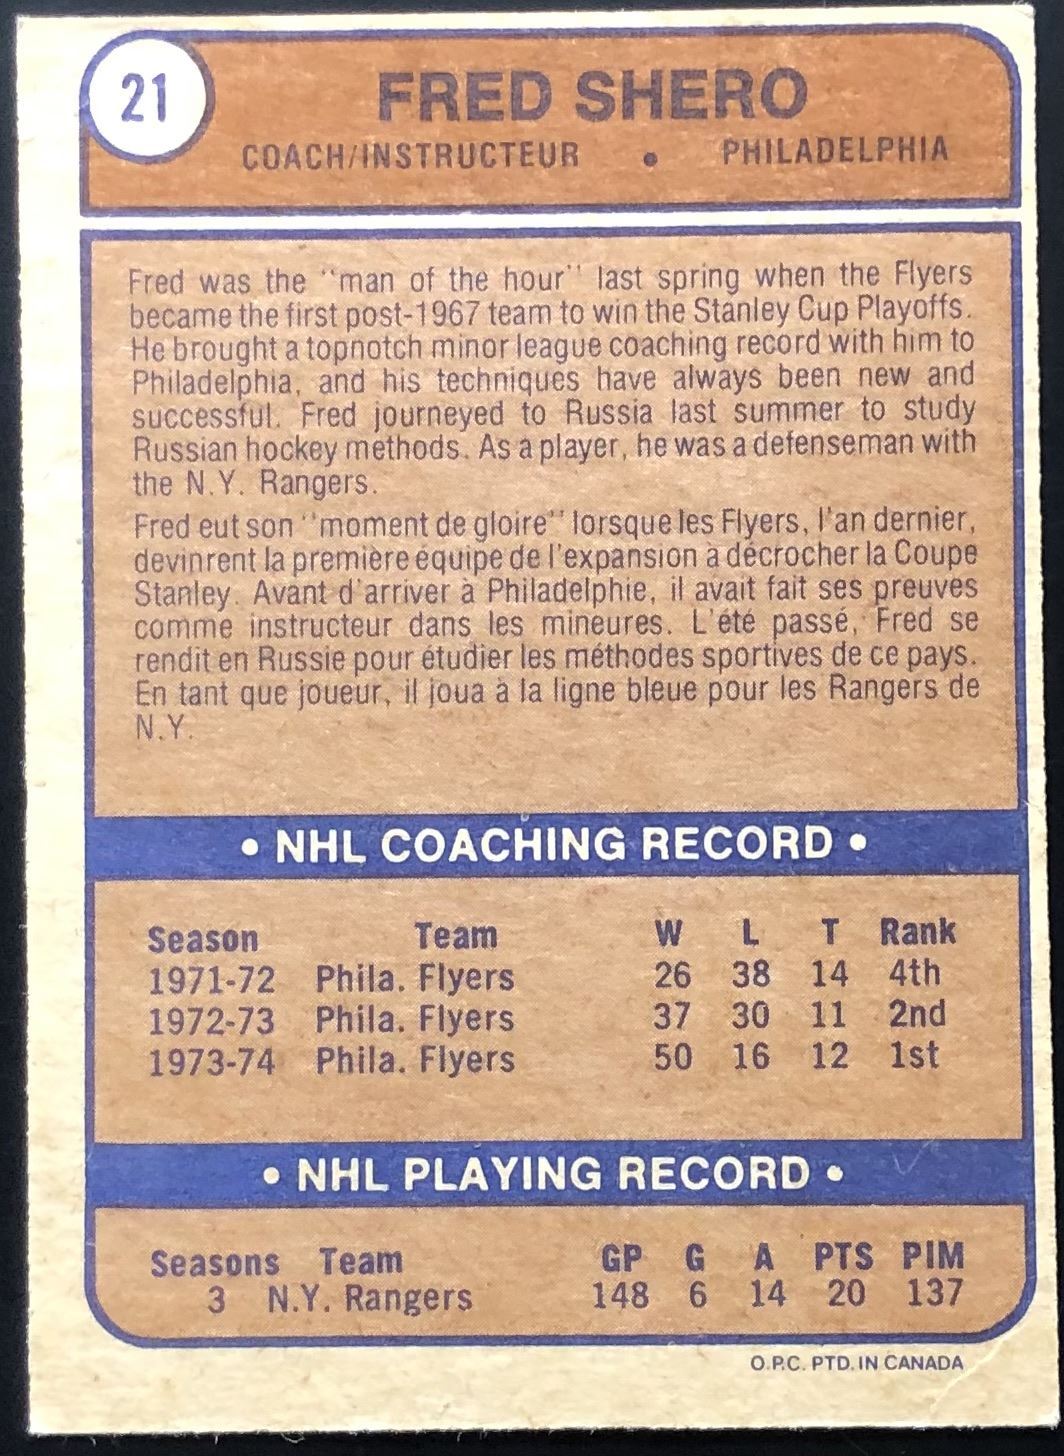 21
FRED SHERO
COACH/INSTRUCTEUR • PHILADELPHIA
Fred was the "man of the hour" last spring when the Flyers
became the first post-1967 team to win the Stanley Cup Playoffs.
He brought a topnotch minor league coaching record with him to
Philadelphia, and his techniques have always been new and
successful. Fred journeyed to Russia last summer to study
Russian hockey methods. As a player, he was a defenseman with
the N.Y. Rangers.
Fred eut son "moment de gloire" lorsque les Flyers, l'an dernier,
devinrent la première équipe de l'expansion à décrocher la Coupe
Stanley. Avant d'arriver à Philadelphie, il avait fait ses preuves
comme instructeur dans les mineures. L'été passé, Fred se
rendit en Russie pour étudier les méthodes sportives de ce pays.
En tant que joueur, il joua à la ligne bleue pour les Rangers de
N.Y.
• NHL COACHING RECORD •
Season Team W L T Rank
1971-72 Phila. Flyers 26 38 14 4th
1972-73 Phila. Flyers 37 30 11 2nd
1973-74 Phila. Flyers 50 16 12 1st
• NHL PLAYING RECORD •
Seasons Team GP G A PTS PIM
3 N.Y. Rangers 148 6 14 20 137
O.P.C. PTD. IN CANADA